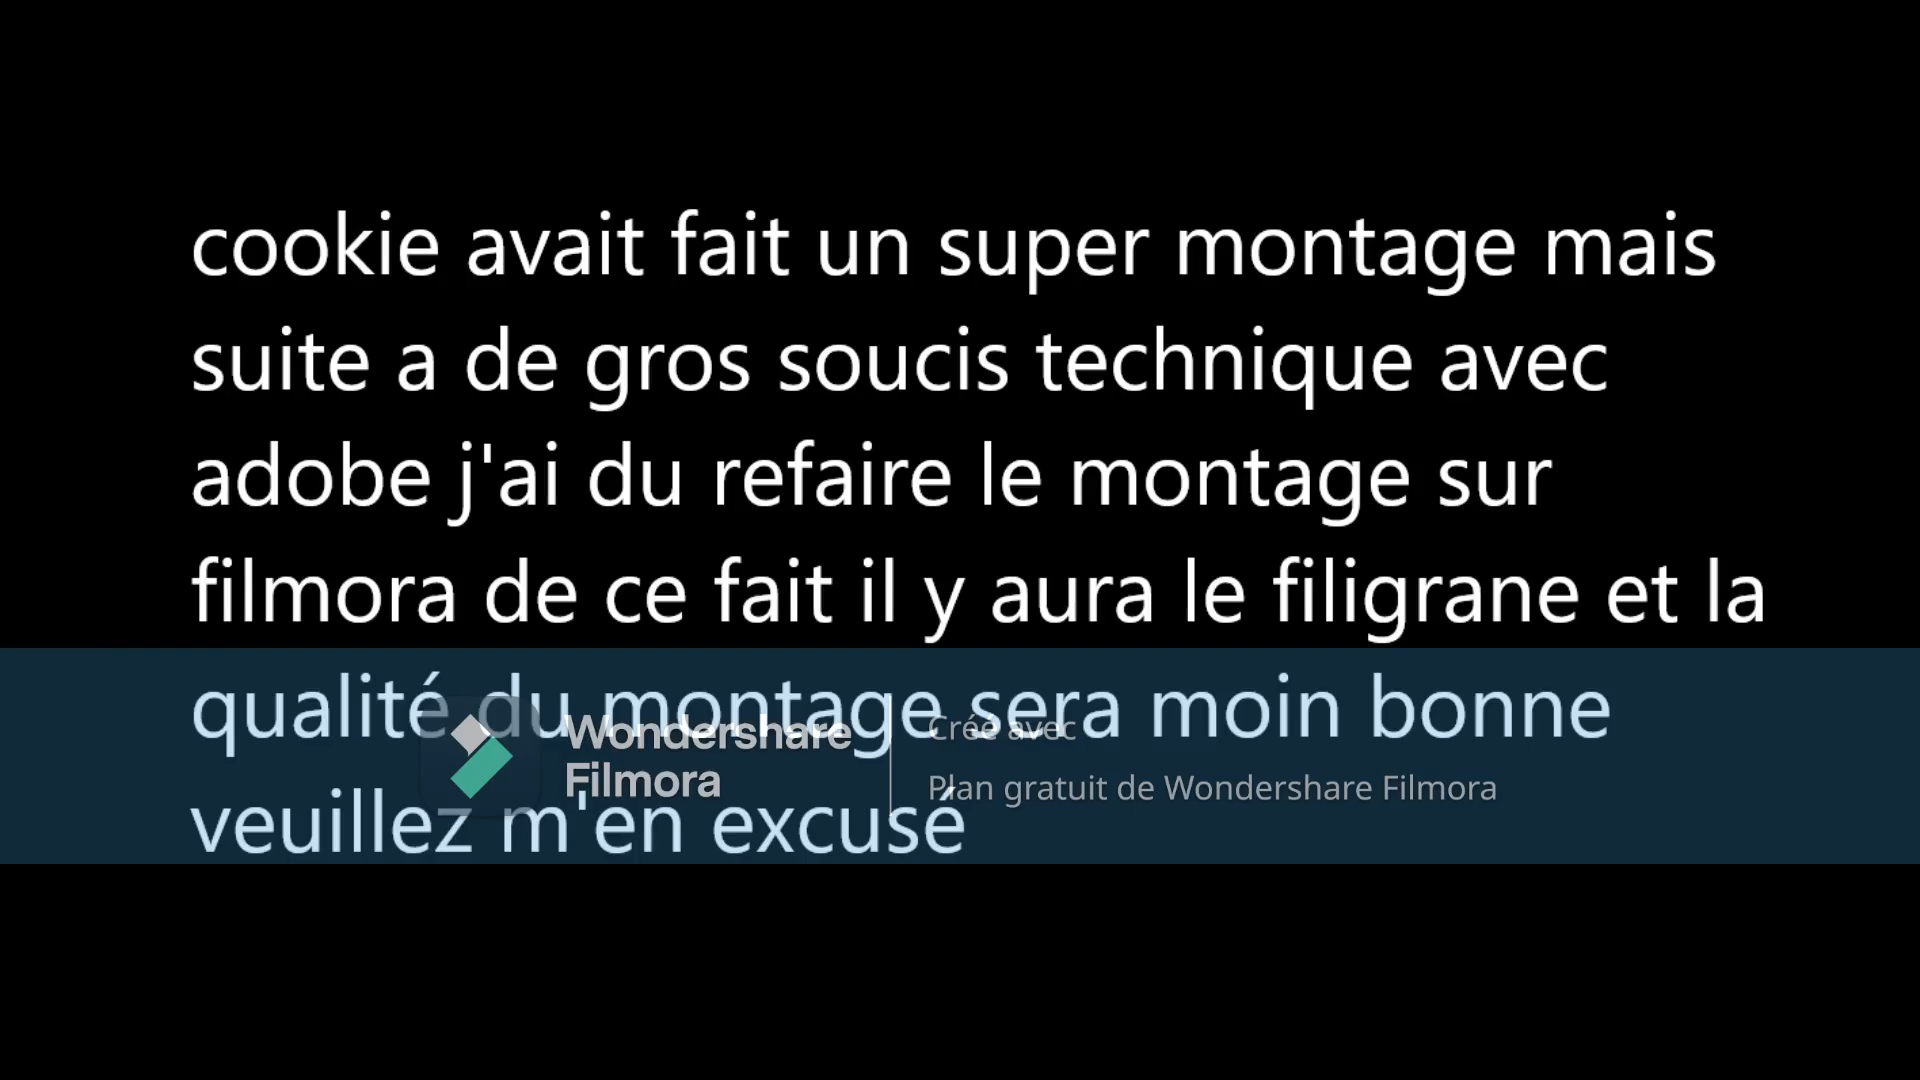 cookie avait fait un super montage mais
suite a de gros soucis technique avec
adobe j'ai du refaire le montage sur
filmora de ce fait il y aura le filigrane et la
qualité du montage sera moin bonne
veuillez m'en excusé
Wondershare
Filmora
Créé avec
Plan gratuit de Wondershare Filmora